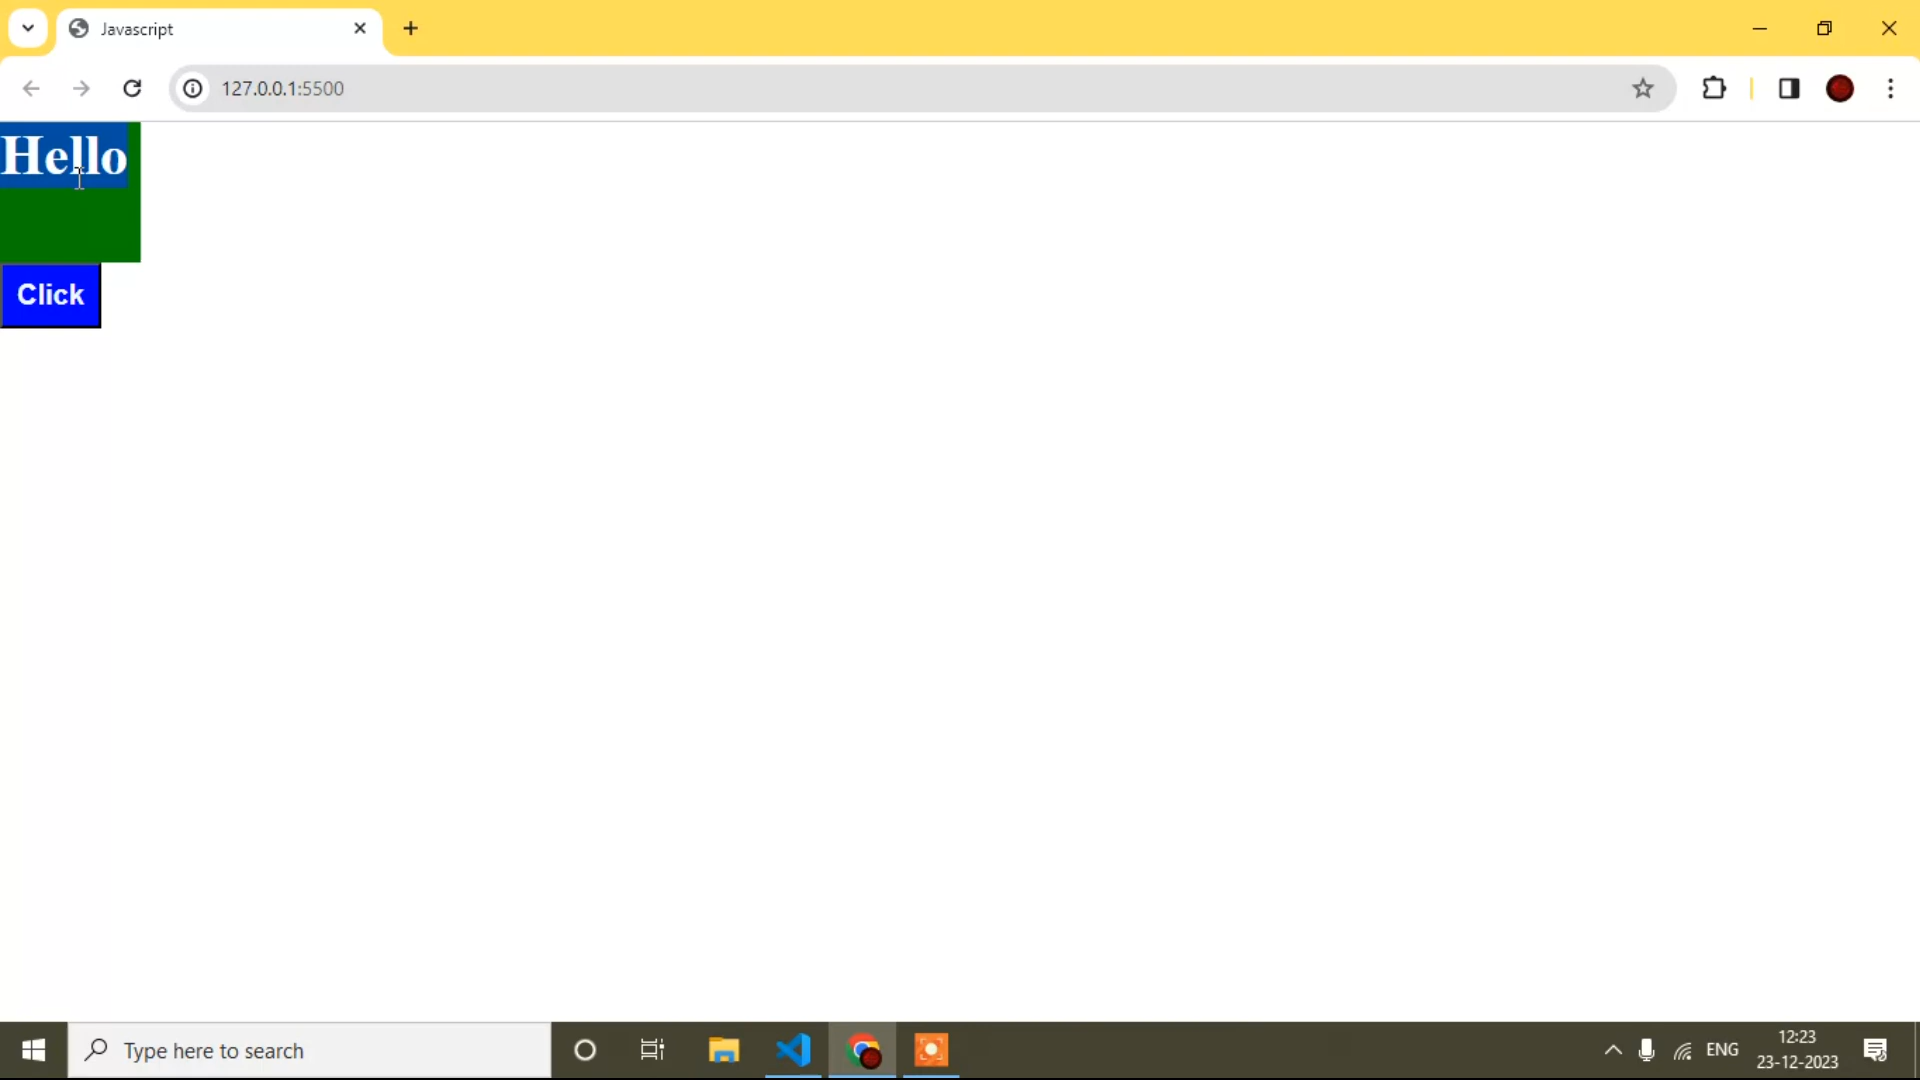 Javascript
127.0.0.1:5500
Hello
Click
Type here to search
ENG
12:23
23-12-2023